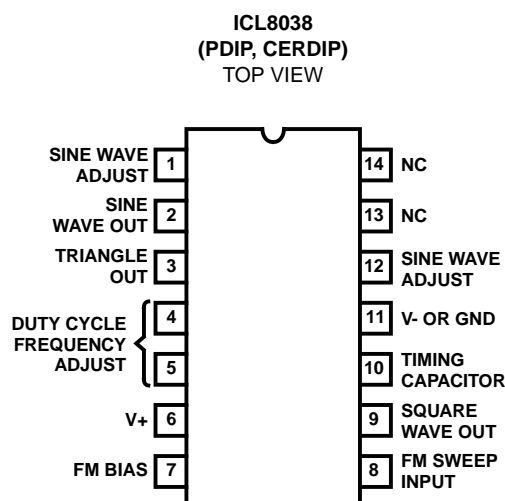 ICL8038
(PDIP, CERDIP)
TOP VIEW
SINE WAVE
ADJUST
1
SINE
WAVE OUT
2
TRIANGLE
OUT
3
DUTY CYCLE
FREQUENCY
ADJUST
4
5
V+
6
FM BIAS
7
14
NC
13
NC
12
SINE WAVE
ADJUST
11
V- OR GND
10
TIMING
CAPACITOR
9
SQUARE
WAVE OUT
8
FM SWEEP
INPUT